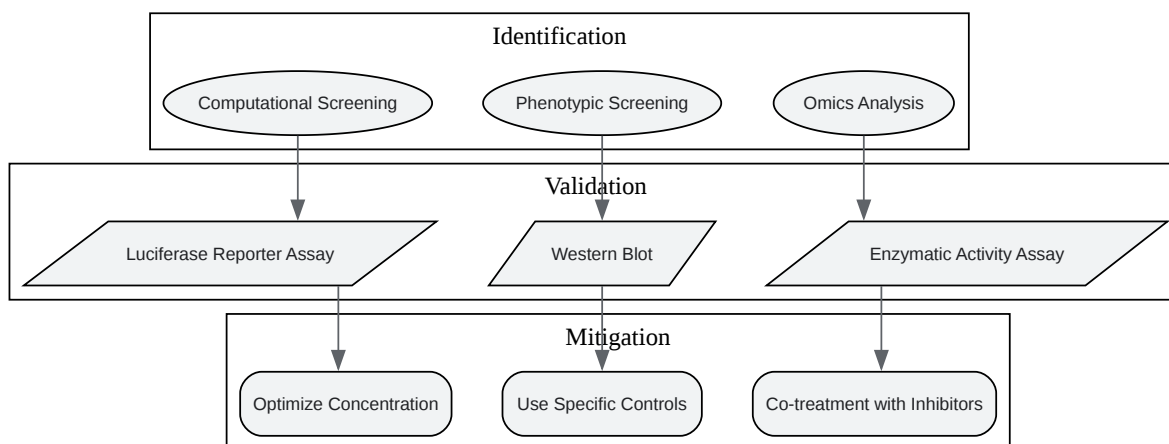 Identification
Computational Screening
Phenotypic Screening
Omics Analysis
Validation
Luciferase Reporter Assay
Western Blot
Enzymatic Activity Assay
Mitigation
Optimize Concentration
Use Specific Controls
Co-treatment with Inhibitors